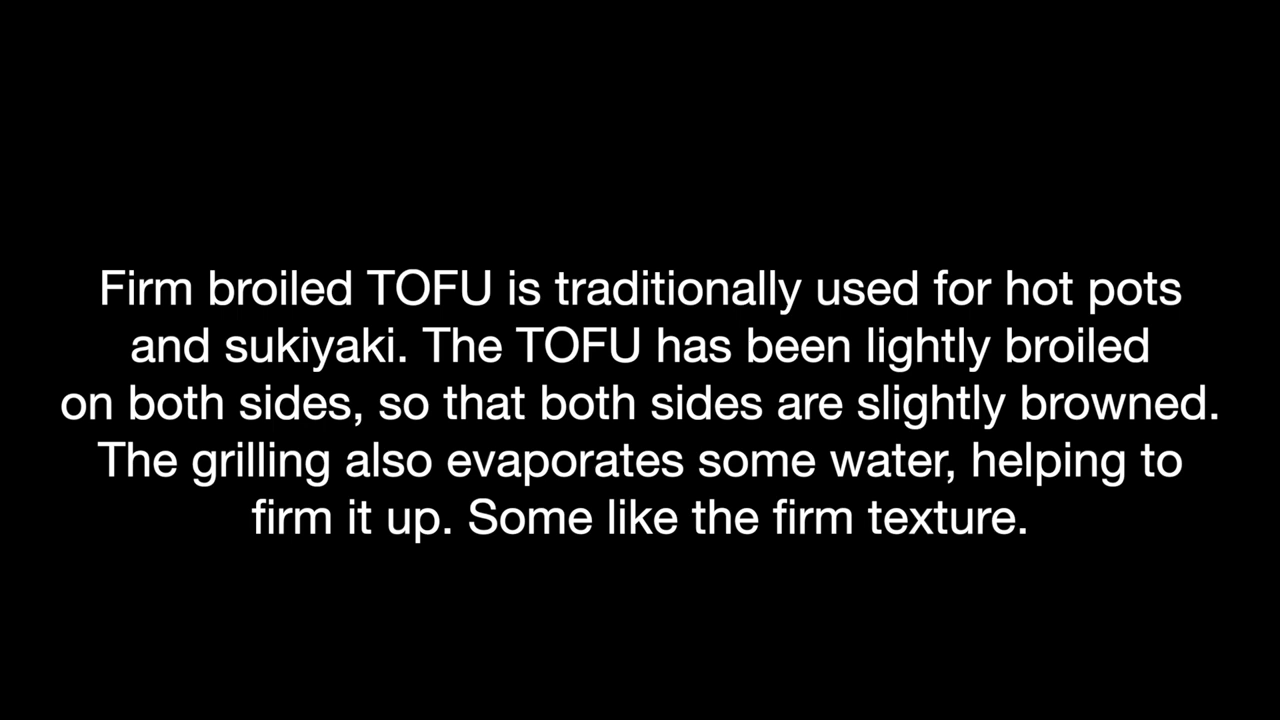 Firm broiled TOFU is traditionally used for hot pots
and sukiyaki. The TOFU has been lightly broiled
on both sides, so that both sides are slightly browned.
The grilling also evaporates some water, helping to
firm it up. Some like the firm texture.